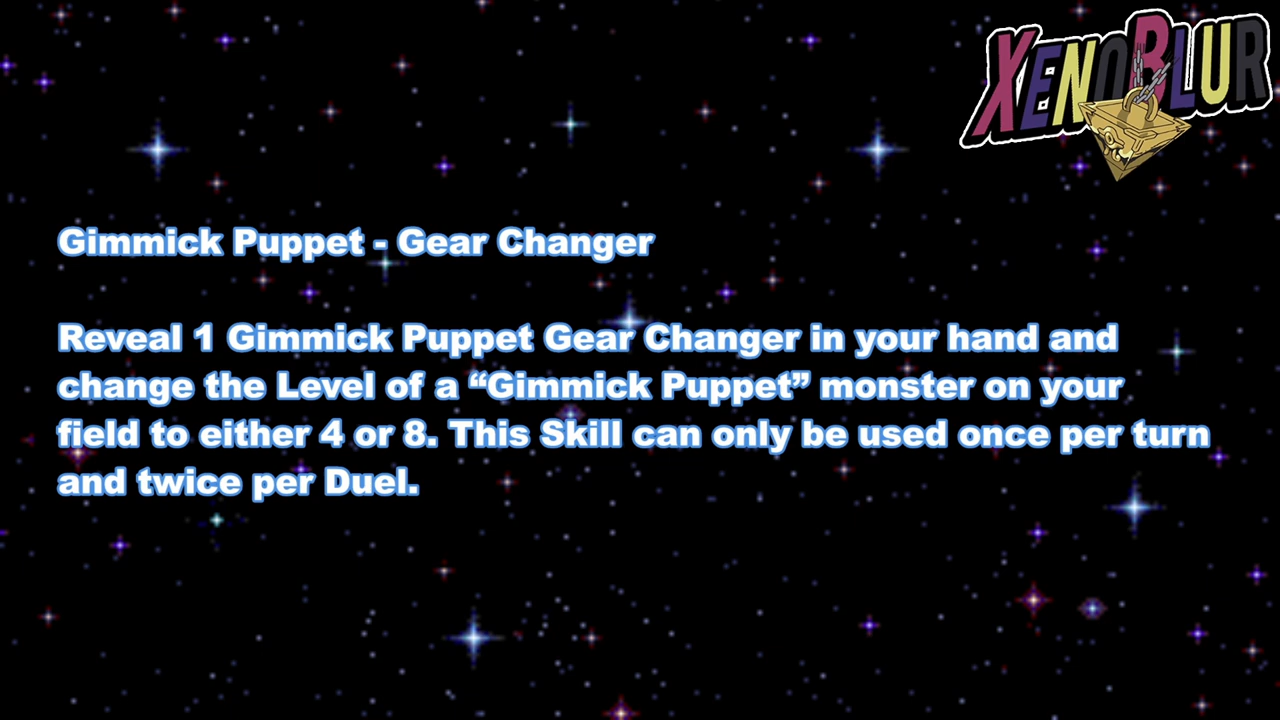 XENOBLUR
Gimmick Puppet - Gear Changer
Reveal 1 Gimmick Puppet Gear Changer in your hand and
change the Level of a “Gimmick Puppet” monster on your
field to either 4 or 8. This Skill can only be used once per turn
and twice per Duel.